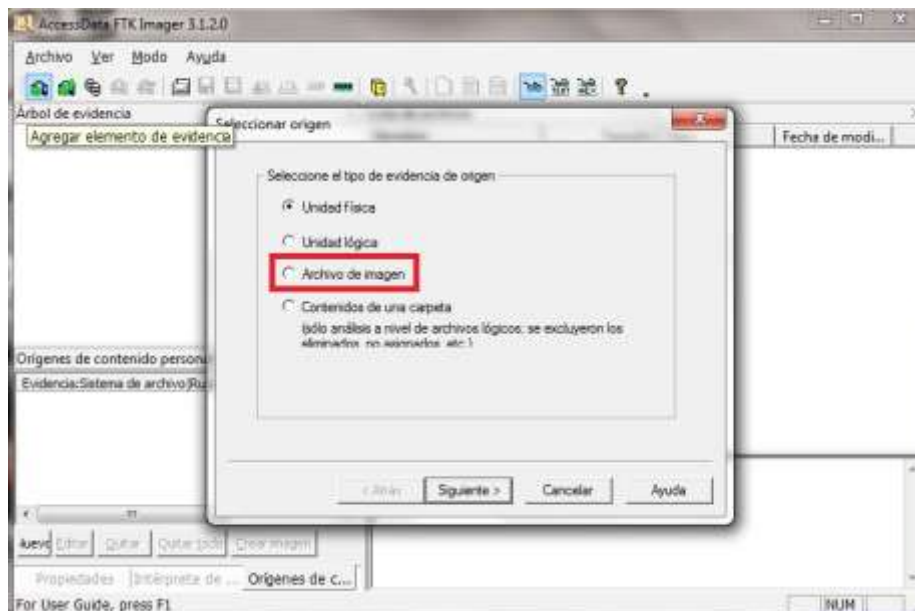 AccessData FTK Imager 3.1.2.0
Archivo Ver Modo Ayuda
Árbol de evidencia
Agregar elemento de evidencia
Fecha de modi...
Seleccionar origen
Seleccione el tipo de evidencia de origen
Unidad física
Unidad lógica
Archivo de imagen
Contenidos de una carpeta
(sólo análisis a nivel de archivos lógicos: se excluyeron los
eliminados, no asignados, etc.)
Orígenes de contenido person
Evidencia:Sistema de archivo|Ru
< Atrás Siguiente > Cancelar Ayuda
Editar Quitar Quitar todo Crear imagen
Propiedades Intérprete de ... Orígenes de c...
For User Guide, press F1
NUM